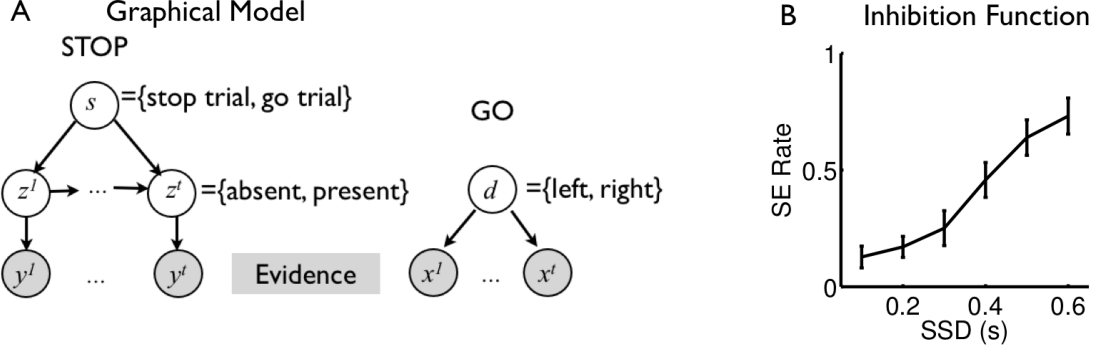 A Graphical Model
STOP
s ={stop trial, go trial}
z¹ ... zᵗ ={absent, present}
y¹ ... yᵗ
Evidence
GO
d ={left, right}
x¹ ... xᵗ
B Inhibition Function
SE Rate
1
0.5
0
0.2 0.4 0.6
SSD (s)